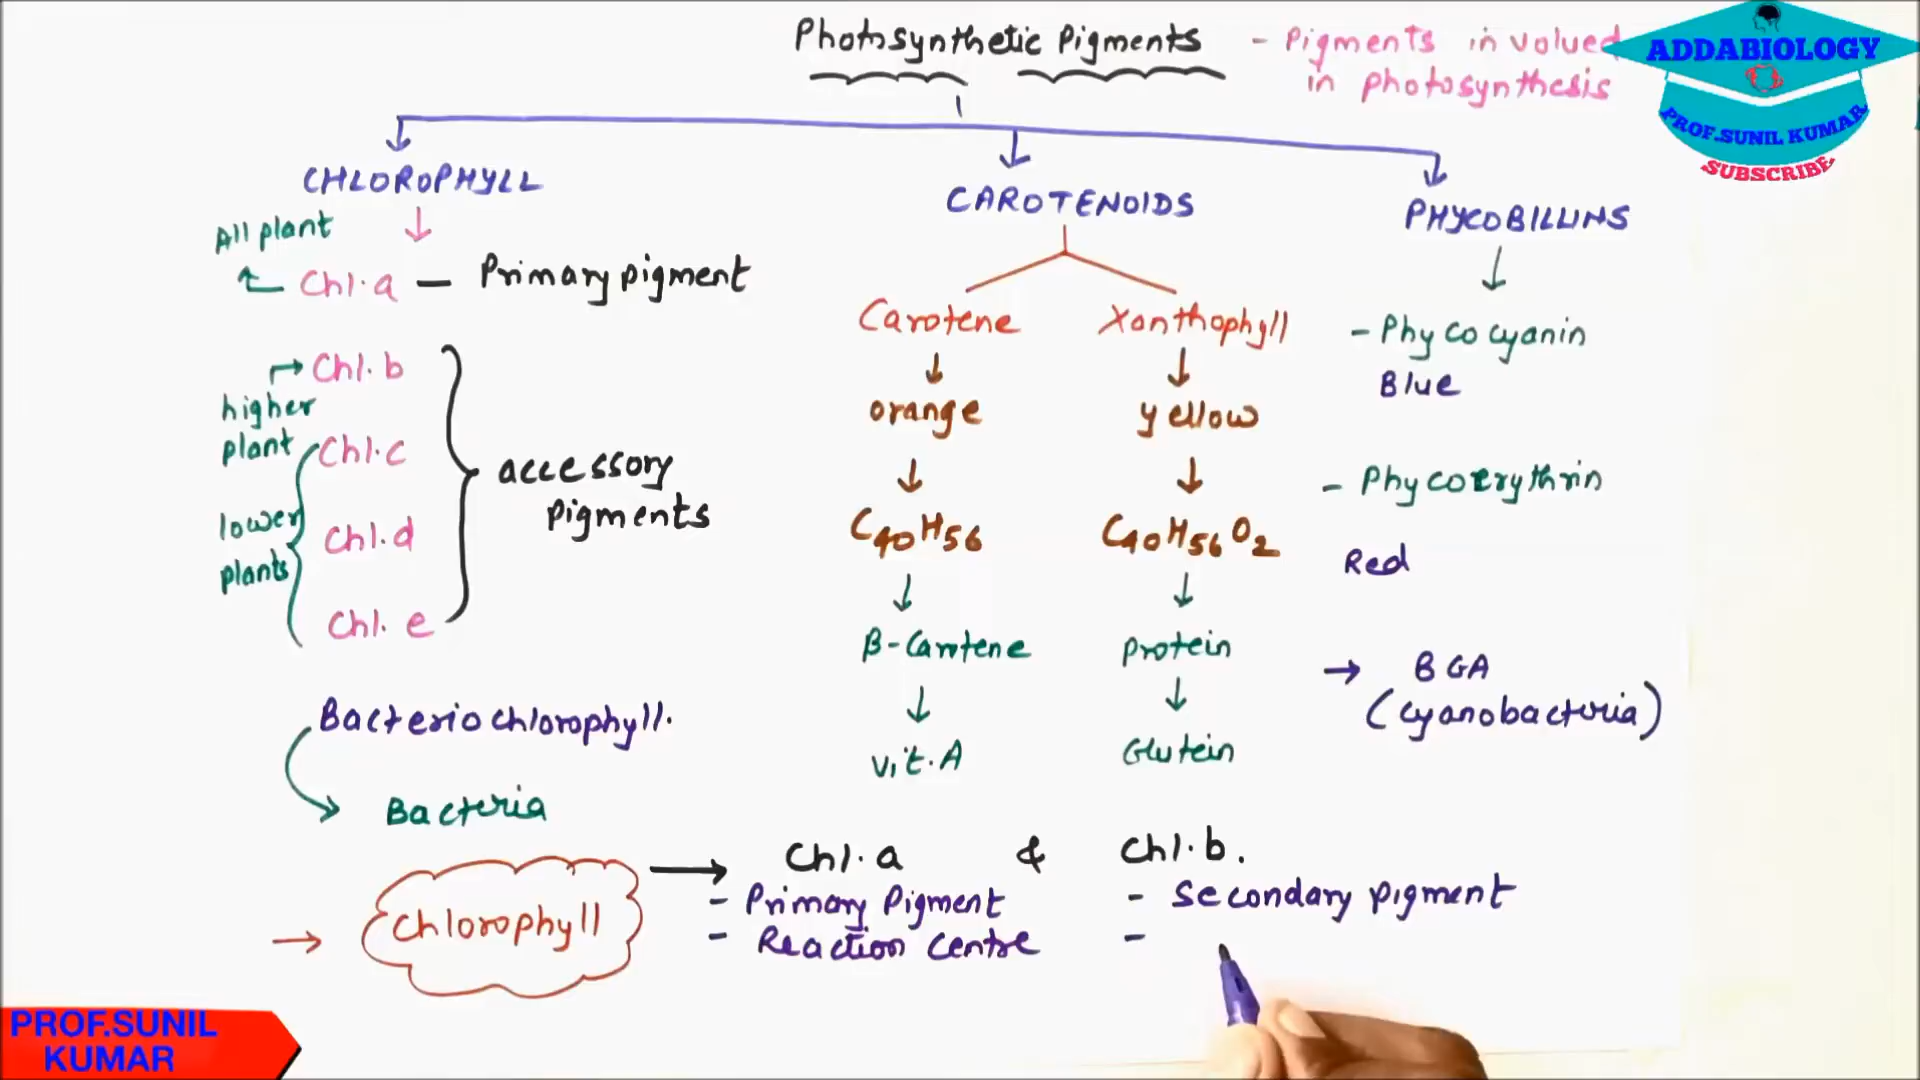 Photosynthetic Pigments - Pigments involued
in photosynthesis
ADDABIOLOGY
PROF.SUNIL KUMAR
SUBSCRIBE
CHLOROPHYLL
All plant
Chl.a - Primary pigment
Chl.b
higher
plant
Chl.c
lower
plants
Chl.d
Chl.e
accessory
pigments
Bacteriochlorophyll.
Bacteria
CAROTENOIDS
Carotene
orange
C40H56
β-Carotene
vit.A
Xanthophyll
yellow
C40H56O2
Protein
Glutein
PHYCOBILLINS
- Phycocyanin
Blue
- Phycoerythrin
Red
→ BGA
(Cyanobacteria)
→ Chlorophyll → Chl.a & Chl.b.
- Primary Pigment
- Reaction Centre
- Secondary pigment
-
PROF.SUNIL
KUMAR